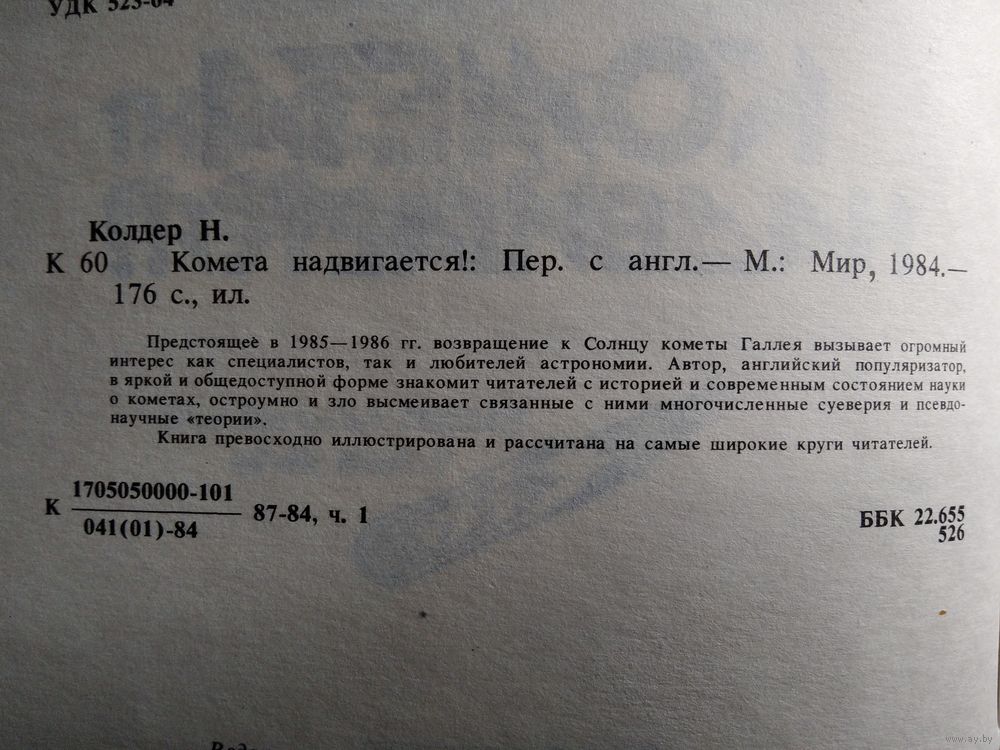 УДК 523-64
Колдер Н.
К 60 Комета надвигается!: Пер. с англ.— М.: Мир, 1984.—
176 с., ил.
Предстоящее в 1985—1986 гг. возвращение к Солнцу кометы Галлея вызывает огромный
интерес как специалистов, так и любителей астрономии. Автор, английский популяризатор,
в яркой и общедоступной форме знакомит читателей с историей и современным состоянием науки
о кометах, остроумно и зло высмеивает связанные с ними многочисленные суеверия и псевдо-
научные «теории».
Книга превосходно иллюстрирована и рассчитана на самые широкие круги читателей.
К 1705050000-101
041(01)-84
87-84, ч. 1
ББК 22.655
526
www.ay.by